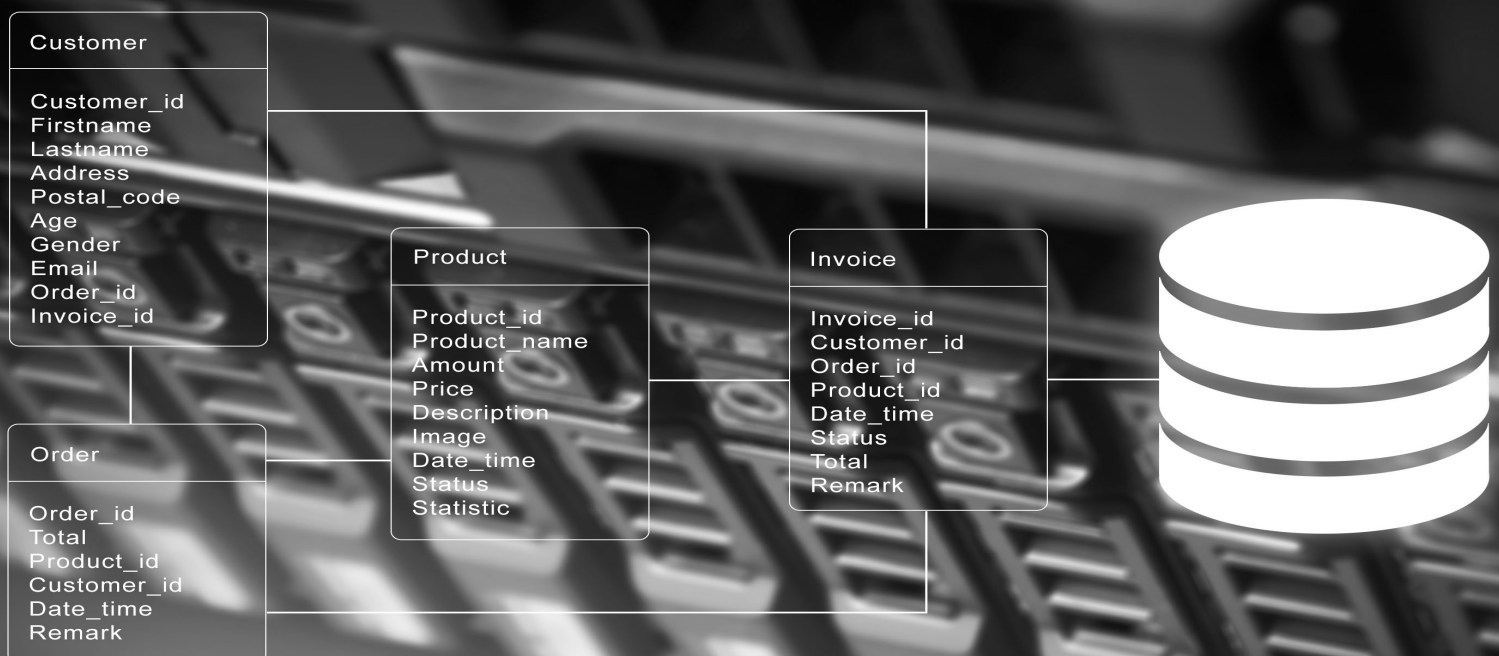 Customer
Customer_id
Firstname
Lastname
Address
Postal_code
Age
Gender
Email
Order_id
Invoice_id
Order
Order_id
Total
Product_id
Customer_id
Date_time
Remark
Product
Product_id
Product_name
Amount
Price
Description
Image
Date_time
Status
Statistic
Invoice
Invoice_id
Customer_id
Order_id
Product_id
Date_time
Status
Total
Remark